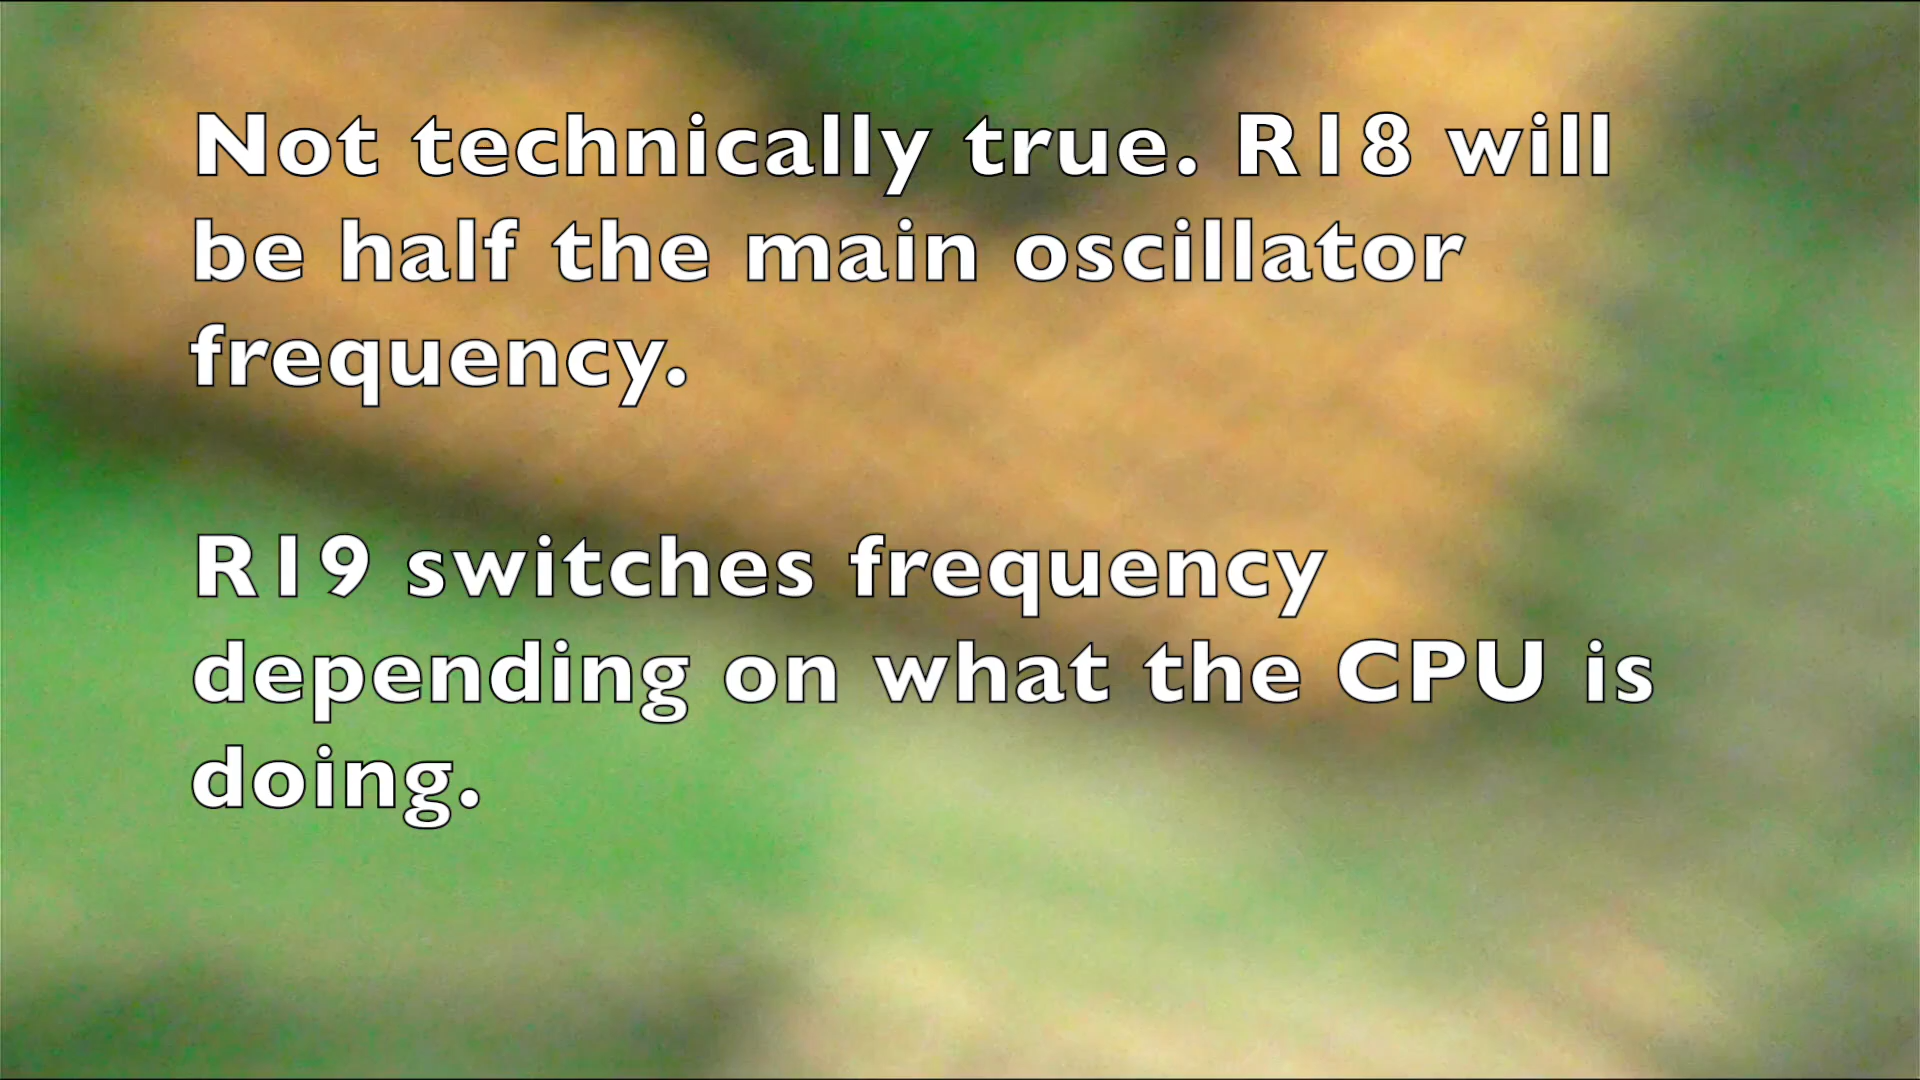 Not technically true. R18 will
be half the main oscillator
frequency.
R19 switches frequency
depending on what the CPU is
doing.